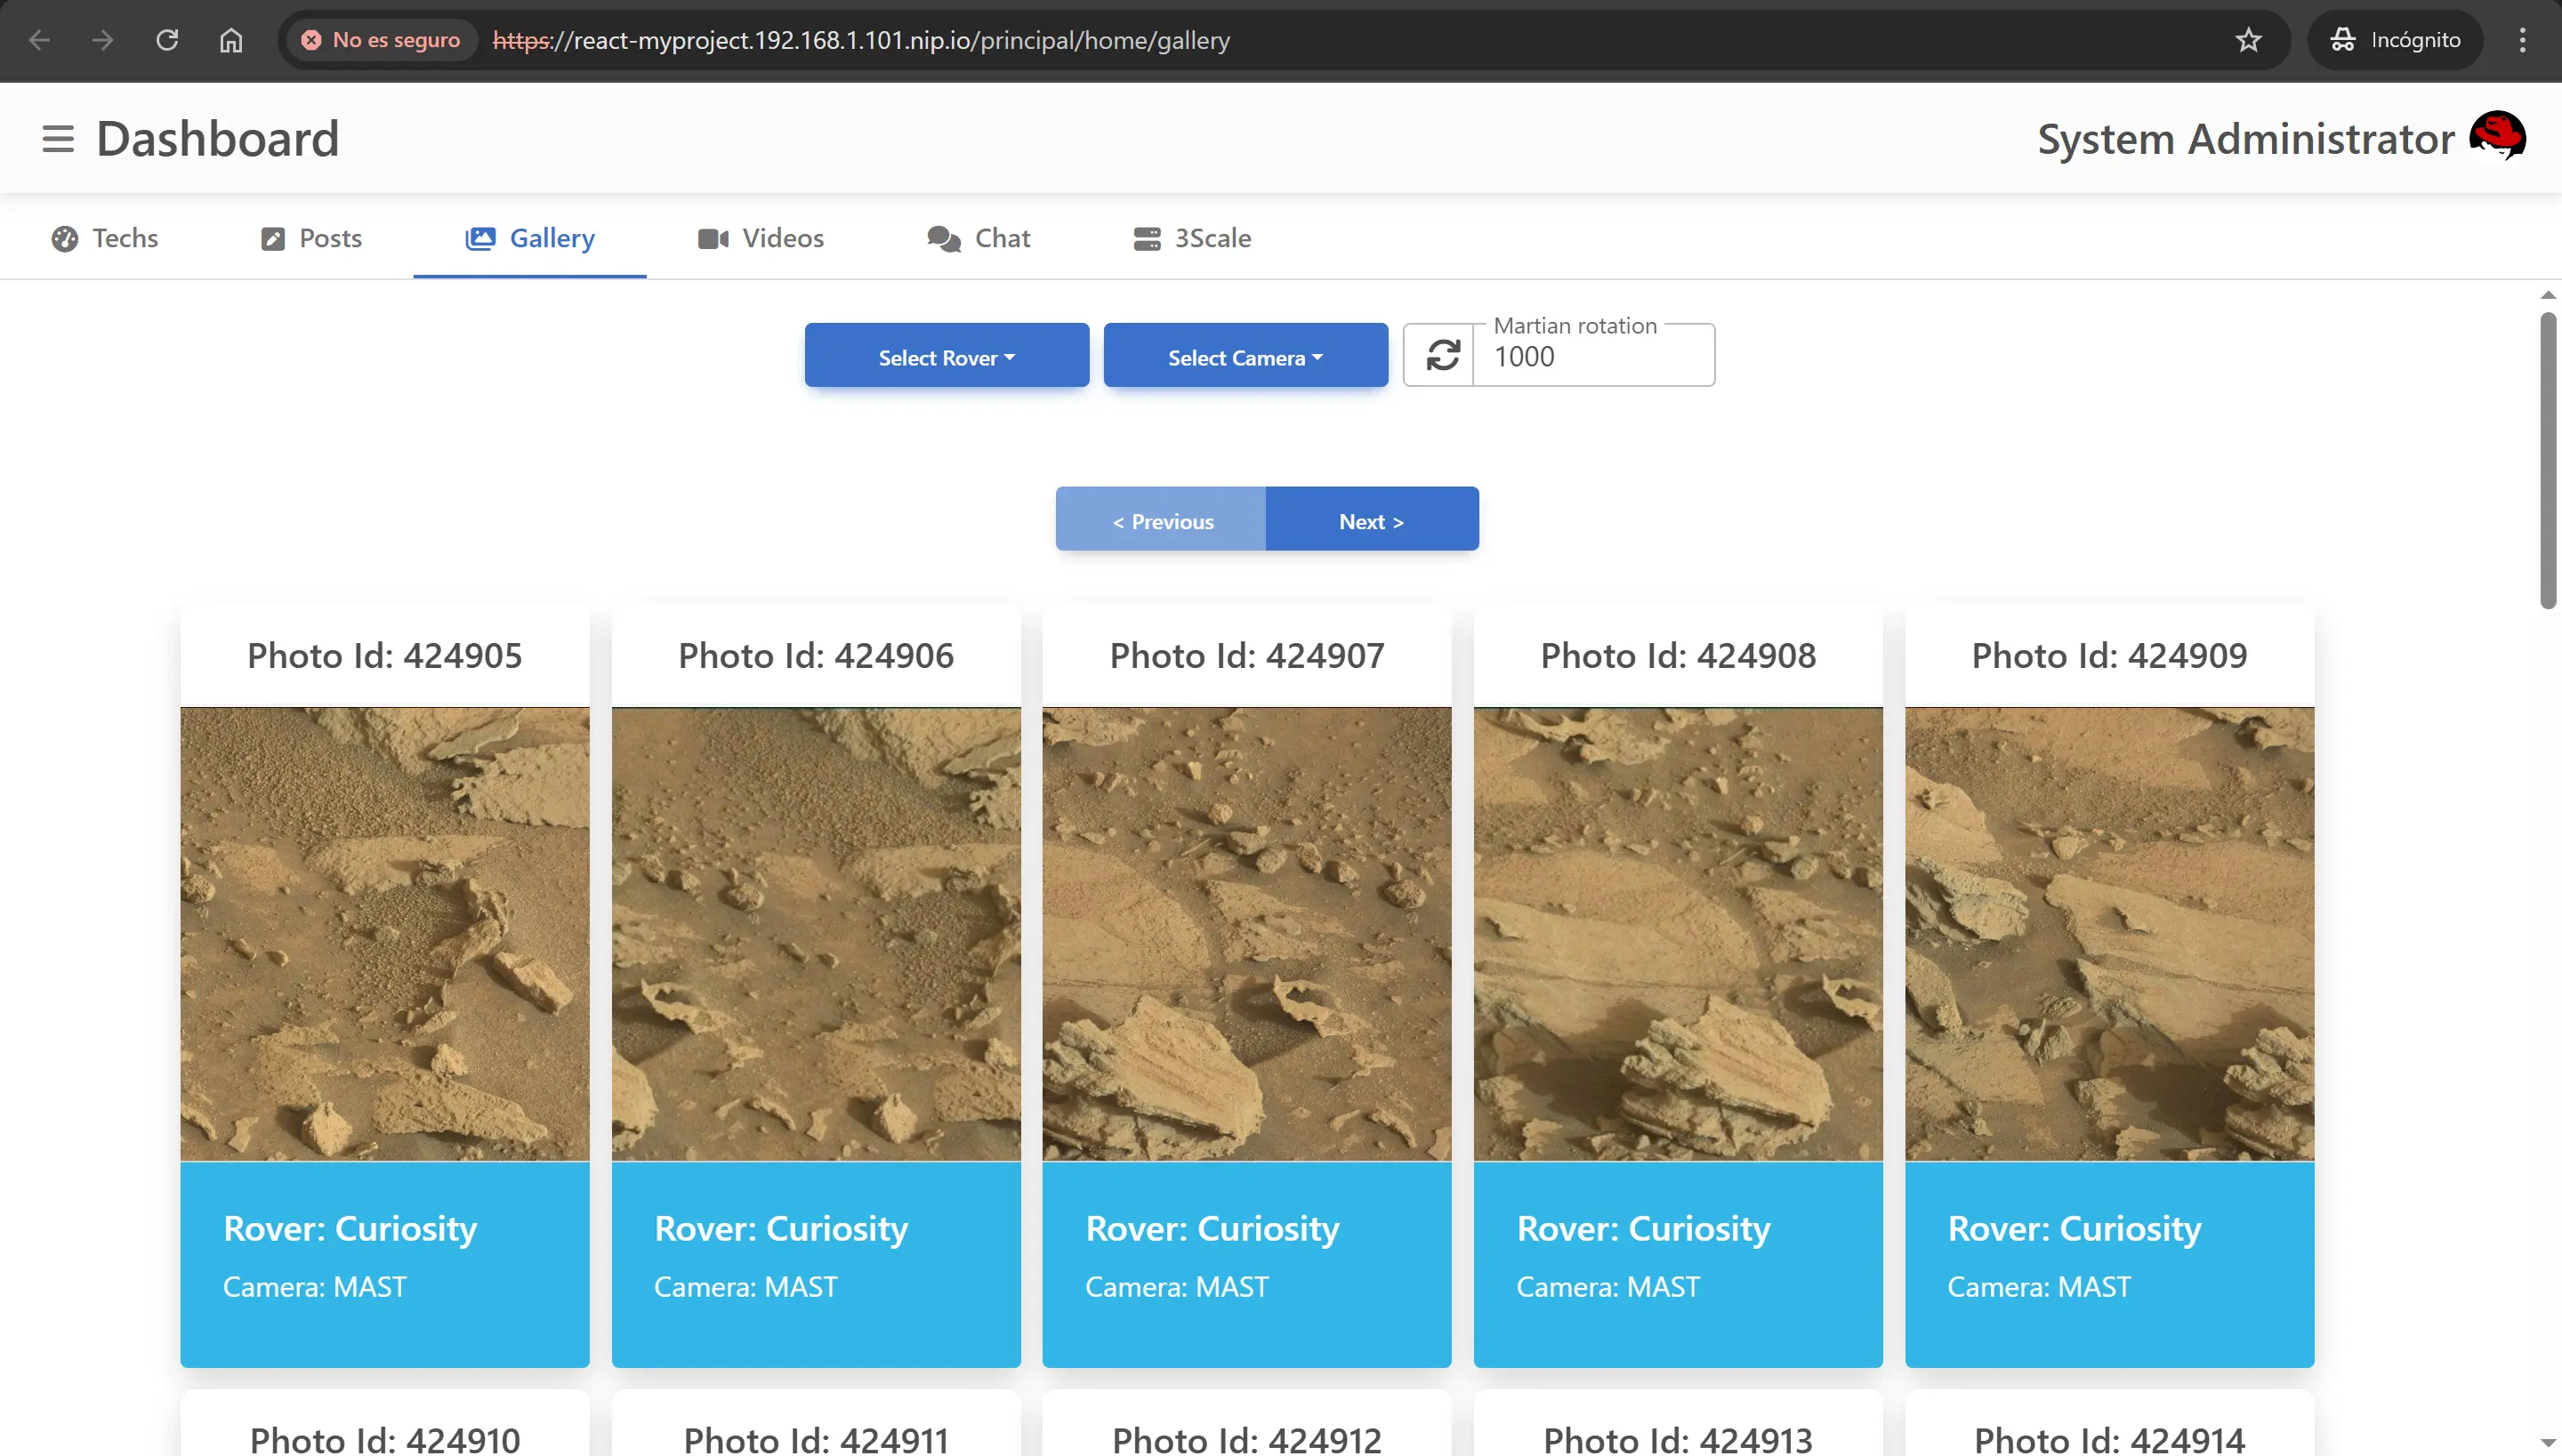 No es seguro https://react-myproject.192.168.1.101.nip.io/principal/home/gallery Incógnito
Dashboard System Administrator
Techs Posts Gallery Videos Chat 3Scale
Martian rotation
Select Rover Select Camera 1000
< Previous Next >
Photo Id: 424905 Photo Id: 424906 Photo Id: 424907 Photo Id: 424908 Photo Id: 424909
Rover: Curiosity Rover: Curiosity Rover: Curiosity Rover: Curiosity Rover: Curiosity
Camera: MAST Camera: MAST Camera: MAST Camera: MAST Camera: MAST
Photo Id: 424910 Photo Id: 424911 Photo Id: 424912 Photo Id: 424913 Photo Id: 424914